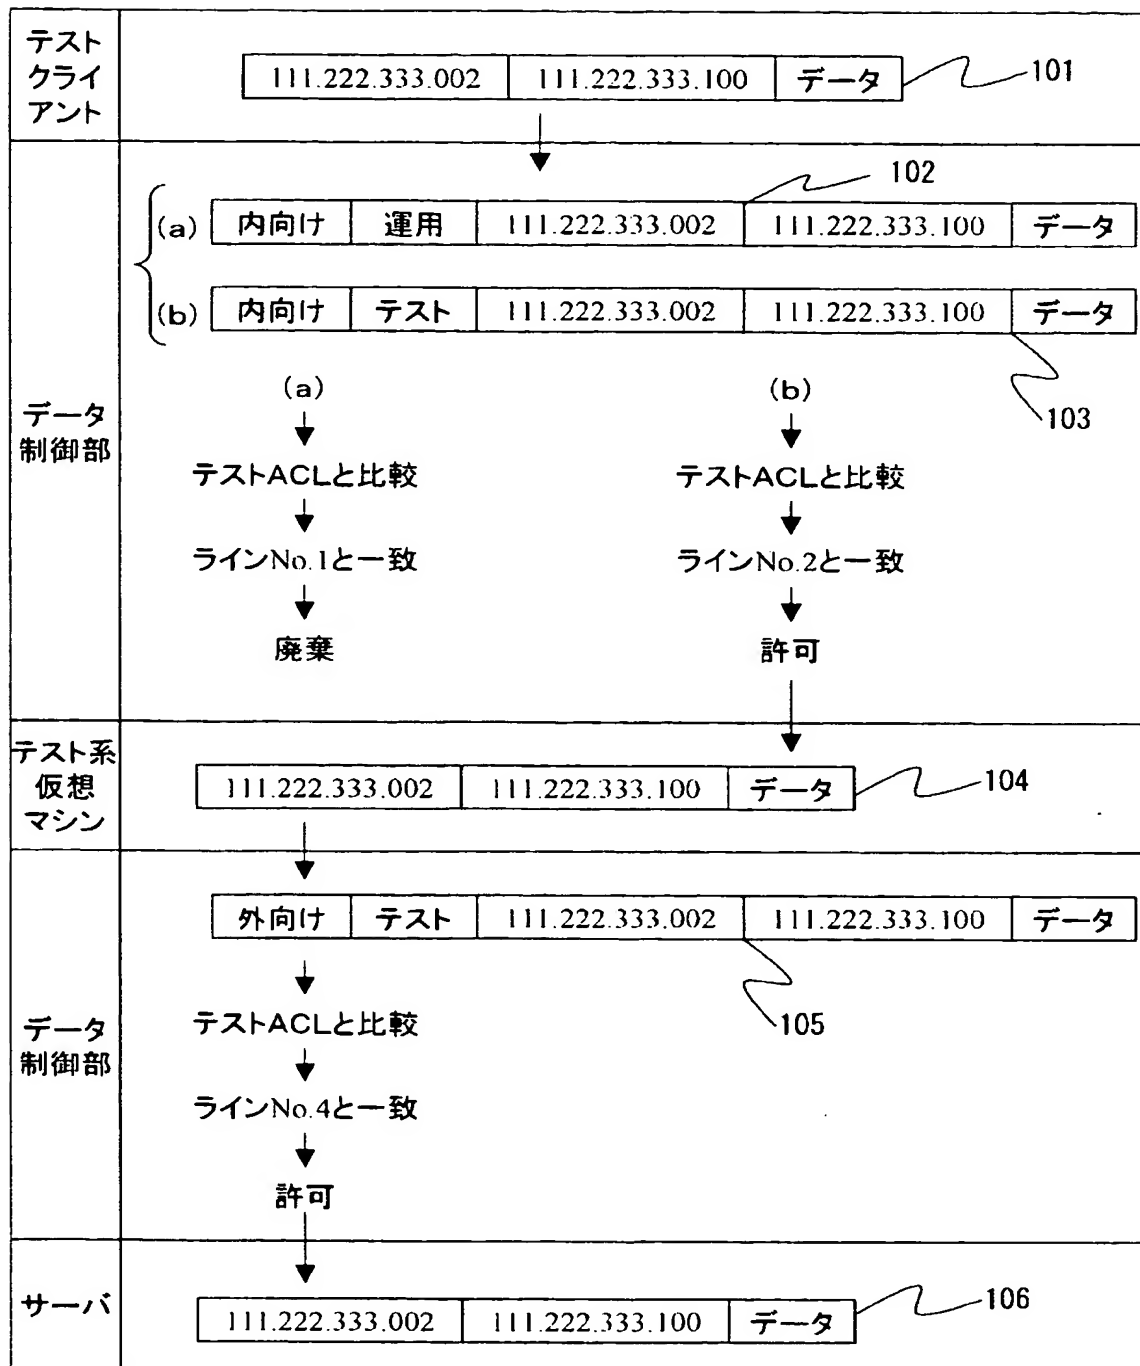 テスト
クライ
アント
111.222.333.002 111.222.333.100 データ 101
データ
制御部
102
(a) 内向け 運用 111.222.333.002 111.222.333.100 データ
(b) 内向け テスト 111.222.333.002 111.222.333.100 データ
103
(a) (b)
テストACLと比較 テストACLと比較
ラインNo.1と一致 ラインNo.2と一致
廃棄 許可
テスト系
仮想
マシン
111.222.333.002 111.222.333.100 データ 104
データ
制御部
外向け テスト 111.222.333.002 111.222.333.100 データ
105
テストACLと比較
ラインNo.4と一致
許可
サーバ
111.222.333.002 111.222.333.100 データ 106